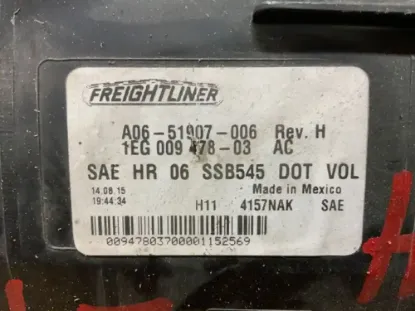 FREIGHTLINER
A06-51907-006 Rev. H
1EG 009 478-03 AC
SAE HR 06 SSB545 DOT VOL
14.08.15 Made in Mexico
19:44:34
H11 4157NAK SAE
00947803700001152569